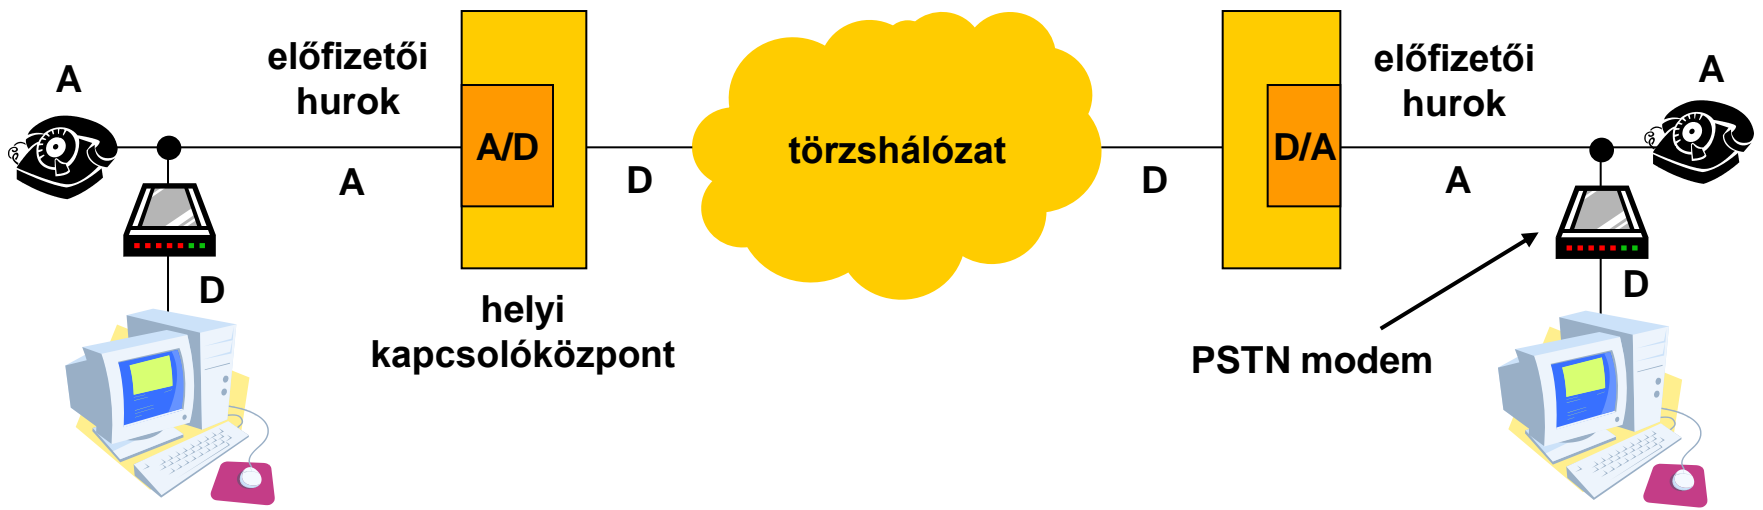 A
előfizetői
hurok
A
A/D
D
D
helyi
kapcsolóközpont
törzshálózat
D
D/A
előfizetői
hurok
A
A
D
PSTN modem